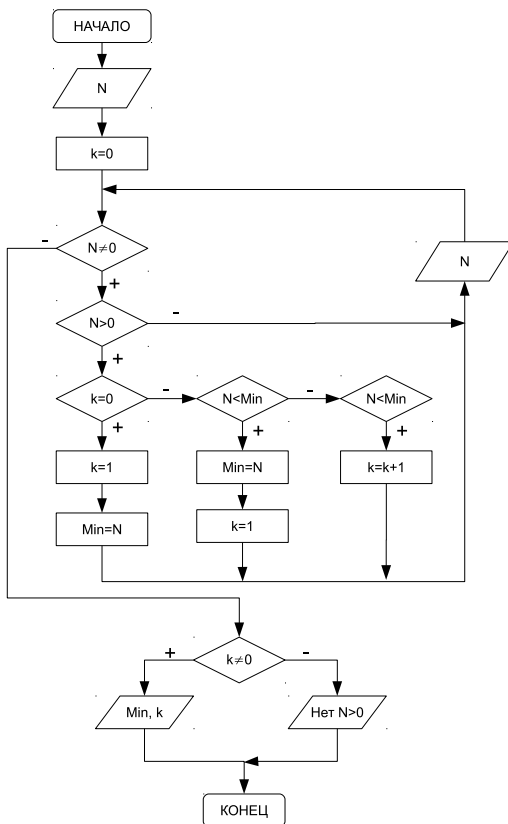 НАЧАЛО
N
k=0
-
N≠0
N
+
N>0
-
+
k=0
-
N<Min
-
N<Min
+
+
+
k=1
Min=N
k=k+1
Min=N
k=1
+
k≠0
-
Min, k
Нет N>0
КОНЕЦ